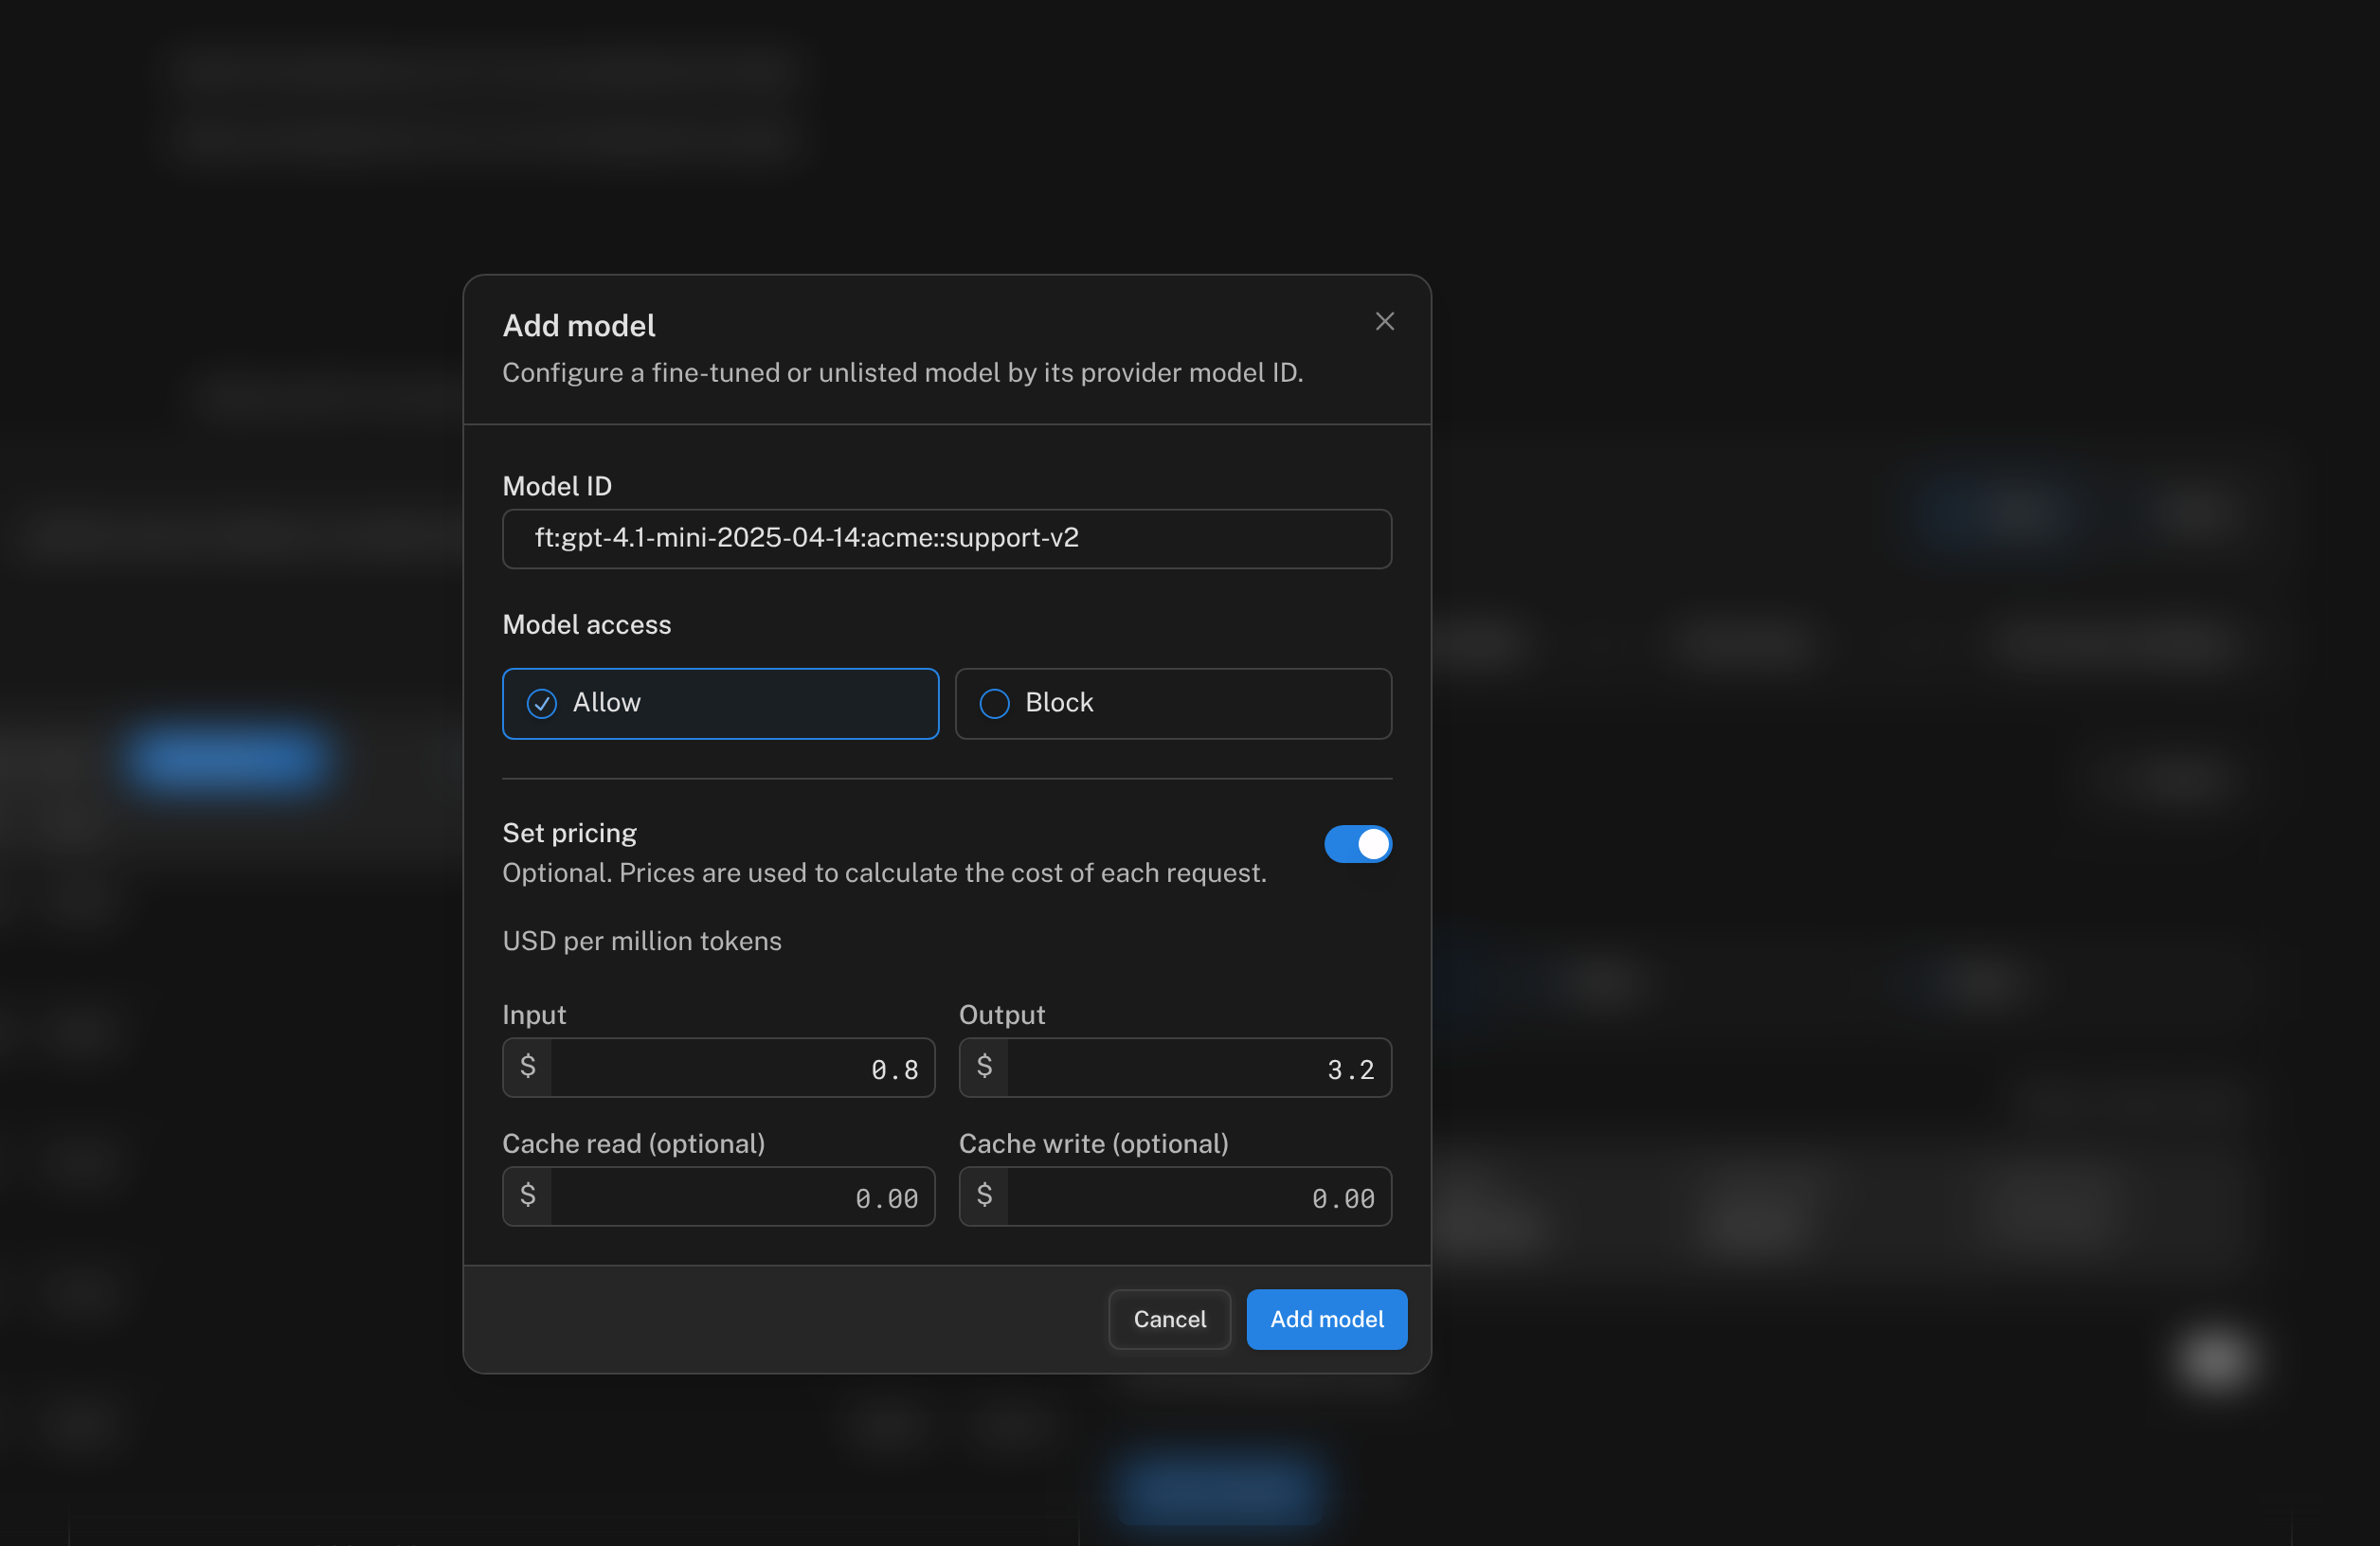 Add model
Configure a fine-tuned or unlisted model by its provider model ID.
Model ID
ft:gpt-4.1-mini-2025-04-14:acme::support-v2
Model access
Allow
Block
Set pricing
Optional. Prices are used to calculate the cost of each request.
USD per million tokens
Input
Output
$ 0.8
$ 3.2
Cache read (optional)
Cache write (optional)
$ 0.00
$ 0.00
Cancel
Add model